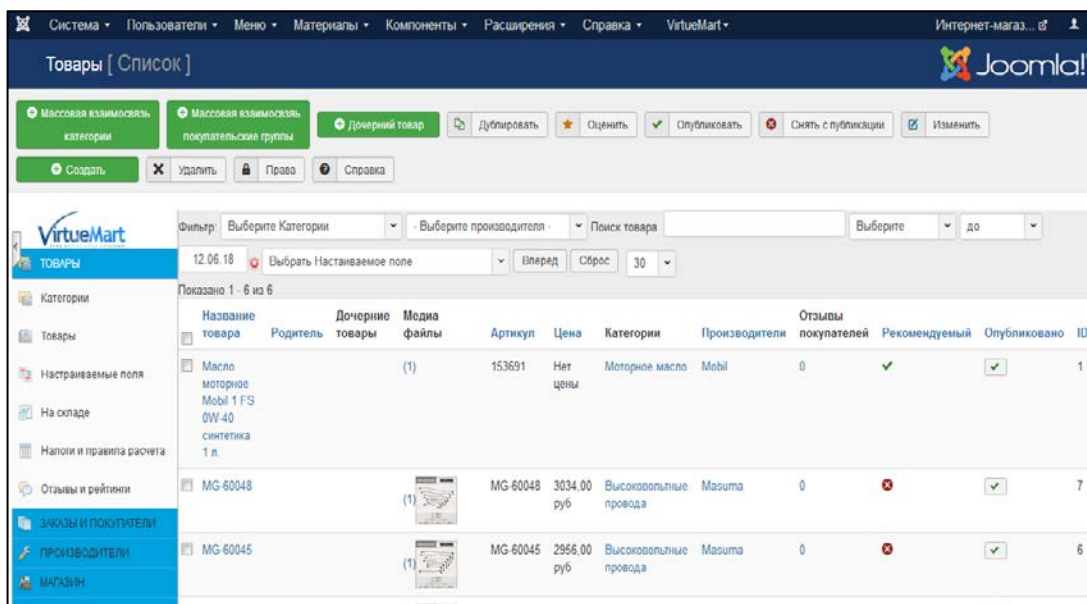 Система Пользователи Меню Материалы Компоненты Расширения Справка VirtueMart Интернет-магаз...
Товары [ Список ] Joomla!
Массовая взаимосвязь категории Массовая взаимосвязь покупательские группы Дочерний товар Дублировать Оценить Опубликовать Снять с публикации Изменить
Создать Удалить Права Справка
VirtueMart
Фильтр: Выберите Категории - Выберите производителя - Поиск товара Выберите до
12.06.18 Выбрать Настаиваемое поле Вперед Сброс 30
Показано 1 - 6 из 6
ТОВАРЫ
Категории
Товары
Настраиваемые поля
На складе
Налоги и правила расчета
Отзывы и рейтинги
ЗАКАЗЫ И ПОКУПАТЕЛИ
ПРОИЗВОДИТЕЛИ
МАГАЗИН
Название товара Родитель Дочерние товары Медиа файлы Артикул Цена Категории Производители Отзывы покупателей Рекомендуемый Опубликовано ID
Масло моторное Mobil 1 FS 0W-40 синтетика 1 л. (1) 153691 Нет цены Моторное масло Mobil 0 1
MG-60048 (1) MG-60048 3034,00 руб Высоковольтные провода Masuma 0 7
MG-60045 (1) MG-60045 2956,00 руб Высоковольтные провода Masuma 0 6